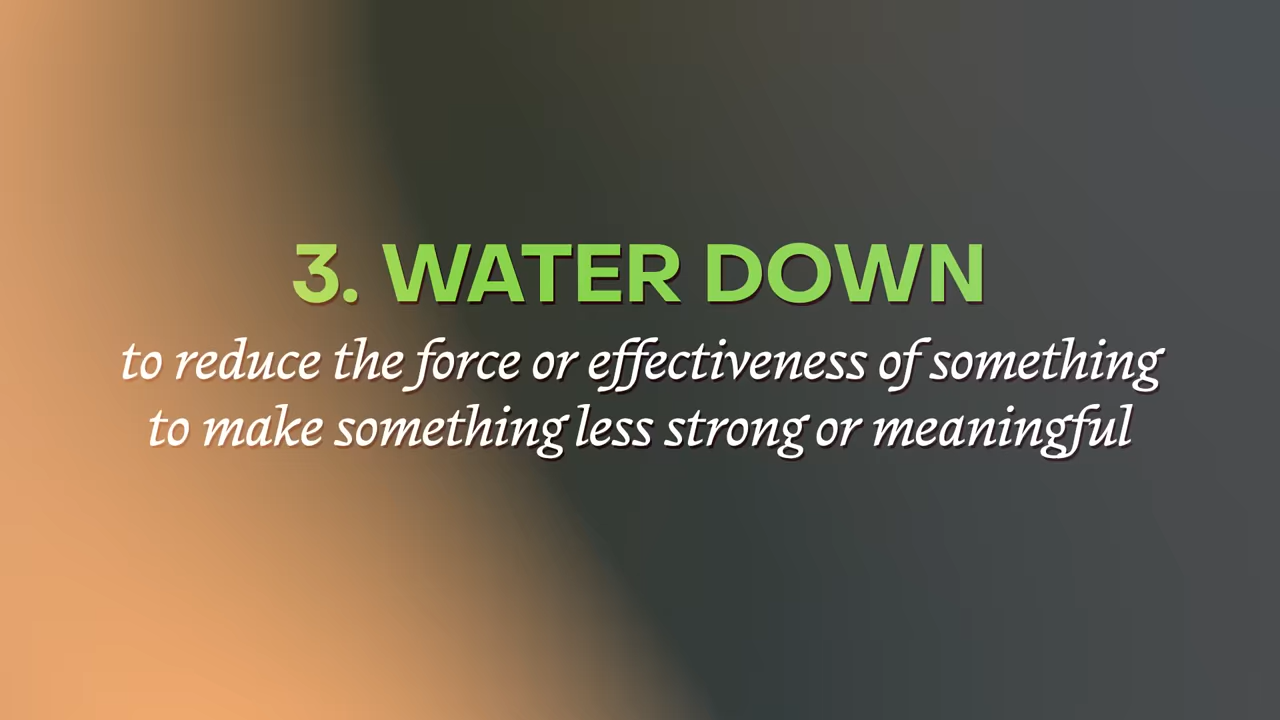 3. WATER DOWN
to reduce the force or effectiveness of something
to make something less strong or meaningful